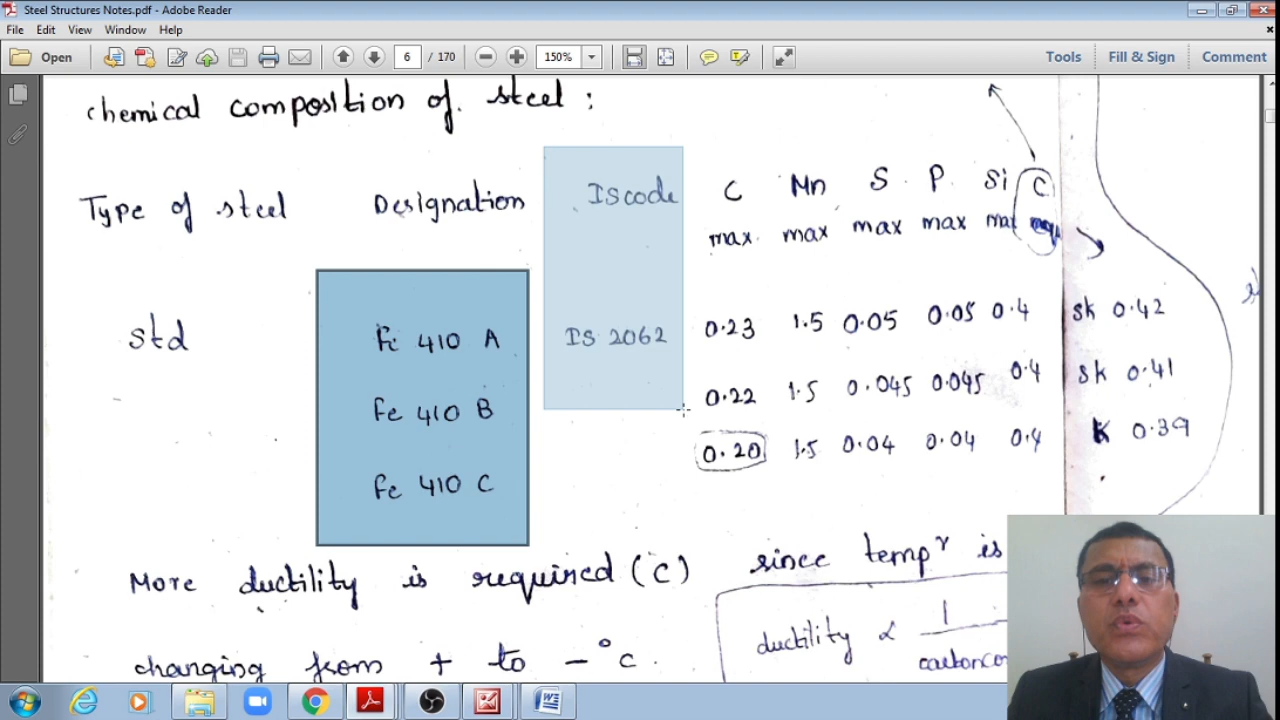 Steel Structures Notes.pdf - Adobe Reader
File Edit View Window Help
Open 6 / 170 150% Tools Fill & Sign Comment
chemical composition of steel :
Type of steel Designation IS code C Mn S P Si C
max. max max max max
std Fe 410 A IS 2062 0.23 1.5 0.05 0.05 0.4 sk 0.42
Fe 410 B 0.22 1.5 0.045 0.045 0.4 sk 0.41
Fe 410 C 0.20 1.5 0.04 0.04 0.4 K 0.39
More ductility is required (C) since tempr is
changing from + to -°C.
ductility ∝ 1